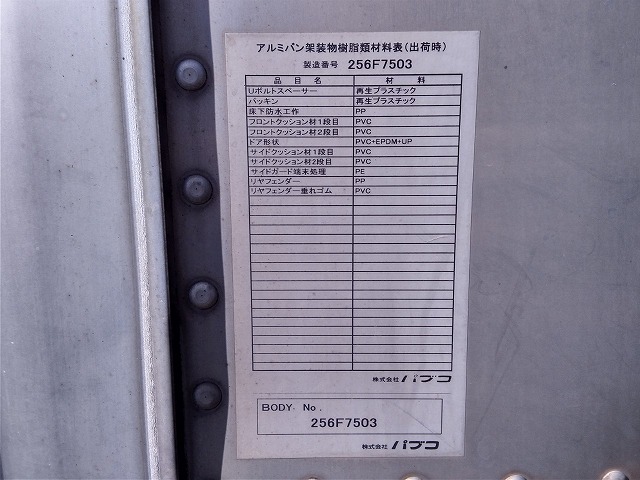 アルミバン架装物樹脂類材料表(出荷時)
製造番号 256F7503
品目名 材料
Uボルトスペーサー 再生プラスチック
パッキン 再生プラスチック
床下防水工作 PP
フロントクッション材1段目 PVC
フロントクッション材2段目 PVC
ドア形状 PVC+EPDM+UP
サイドクッション材1段目 PVC
サイドクッション材2段目 PVC
サイドガード端末処理 PE
リヤフェンダー PP
リヤフェンダー垂れゴム PVC
株式会社 パブコ
BODY No.
256F7503
株式会社 パブコ